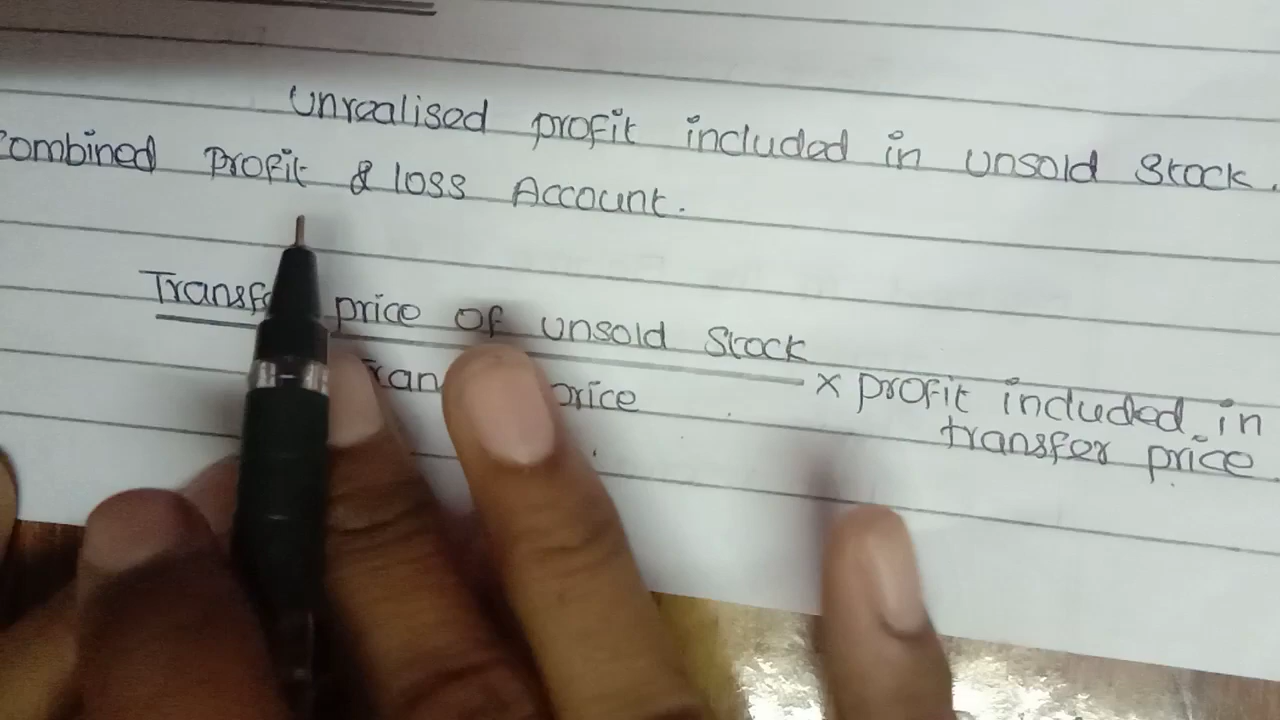 Unrealised profit included in unsold Stock.
Combined Profit & loss Account.
price of unsold Stock
price
x profit included in
transfer price